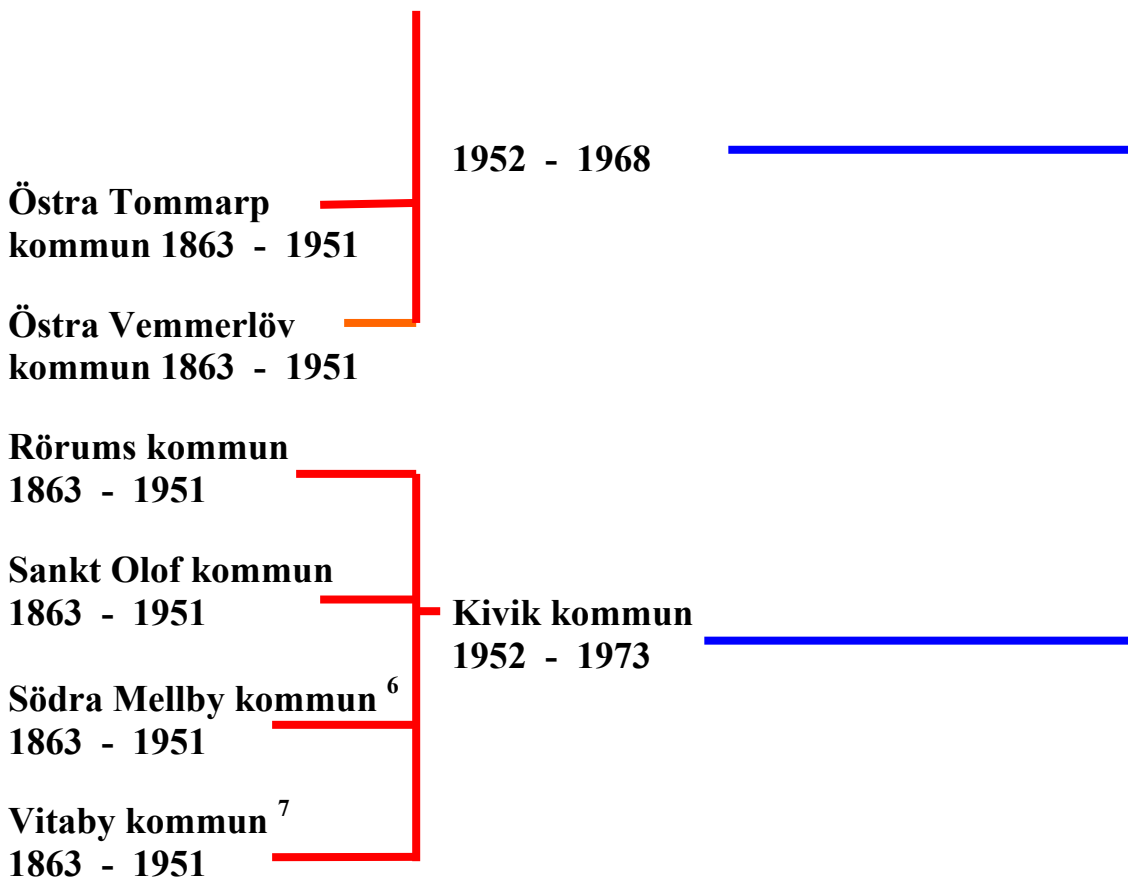 1952 - 1968
Östra Tommarp
kommun 1863 - 1951
Östra Vemmerlöv
kommun 1863 - 1951
Rörums kommun
1863 - 1951
Sankt Olof kommun
1863 - 1951
Kivik kommun
1952 - 1973
Södra Mellby kommun ⁶
1863 - 1951
Vitaby kommun ⁷
1863 - 1951